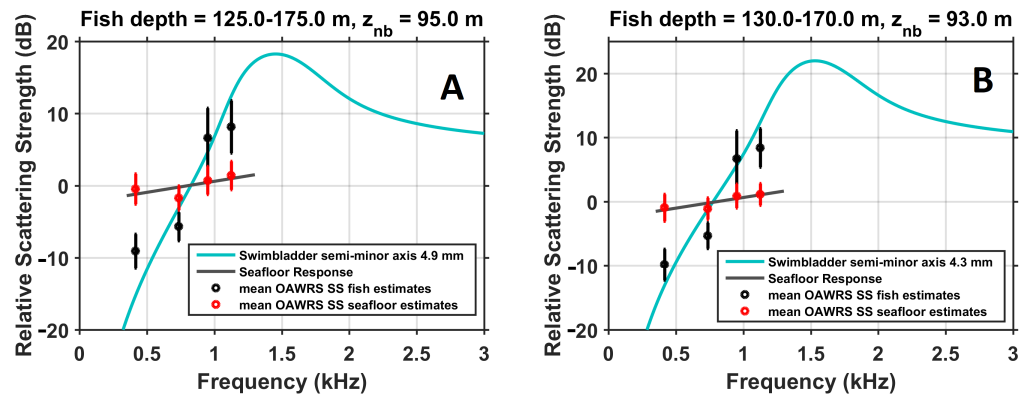 Fish depth = 125.0-175.0 m, z_nb = 95.0 m
Relative Scattering Strength (dB)
20
10
0
−10
−20
A
Swimbladder semi-minor axis 4.9 mm
Seafloor Response
mean OAWRS SS fish estimates
mean OAWRS SS seafloor estimates
0 0.5 1 1.5 2 2.5 3
Frequency (kHz)
Fish depth = 130.0-170.0 m, z_nb = 93.0 m
Relative Scattering Strength (dB)
20
10
0
−10
−20
B
Swimbladder semi-minor axis 4.3 mm
Seafloor Response
mean OAWRS SS fish estimates
mean OAWRS SS seafloor estimates
0 0.5 1 1.5 2 2.5 3
Frequency (kHz)